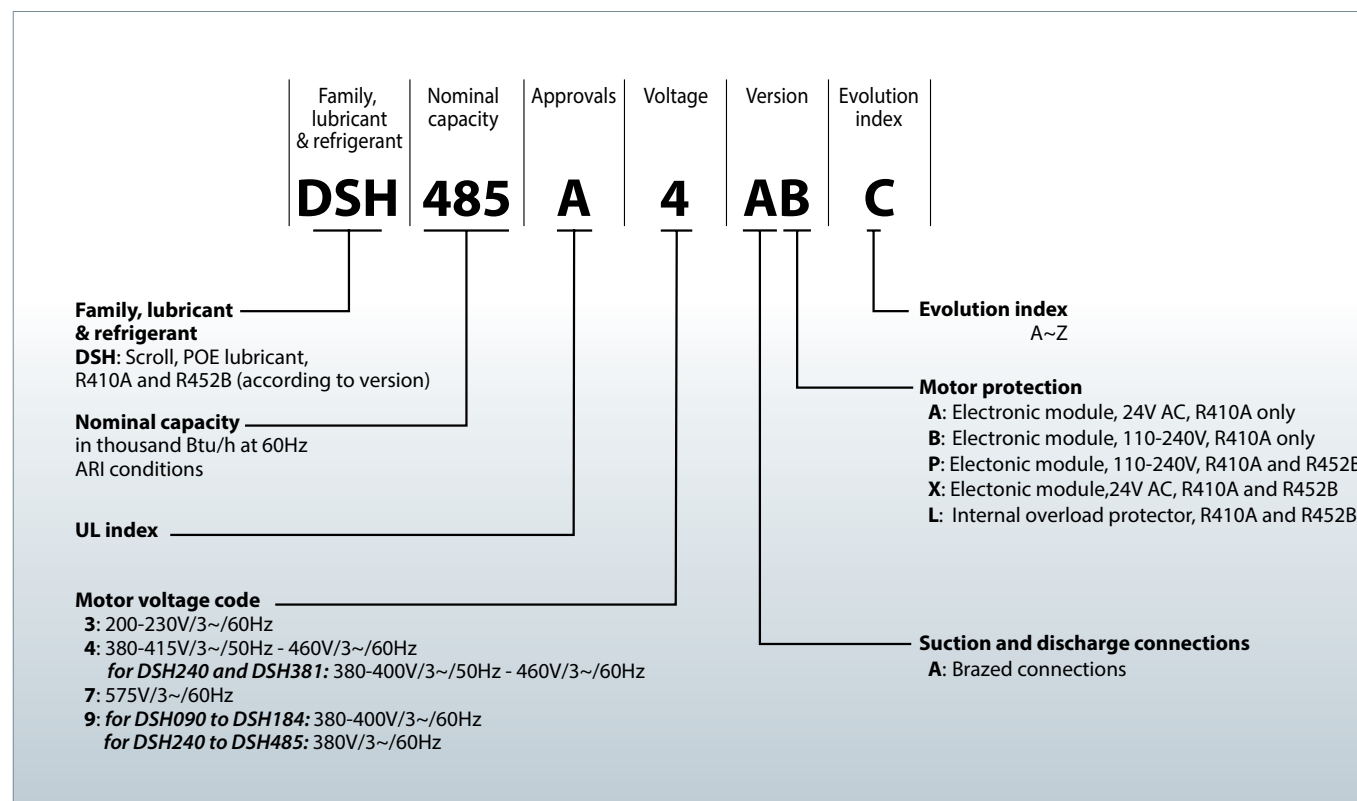 Family,
lubricant
& refrigerant
Nominal
capacity
Approvals
Voltage
Version
Evolution
index
DSH
485
A
4
AB
C
Family, lubricant
& refrigerant
DSH: Scroll, POE lubricant,
R410A and R452B (according to version)
Nominal capacity
in thousand Btu/h at 60Hz
ARI conditions
UL index
Motor voltage code
3: 200-230V/3~/60Hz
4: 380-415V/3~/50Hz - 460V/3~/60Hz
for DSH240 and DSH381: 380-400V/3~/50Hz - 460V/3~/60Hz
7: 575V/3~/60Hz
9: for DSH090 to DSH184: 380-400V/3~/60Hz
for DSH240 to DSH485: 380V/3~/60Hz
Evolution index
A~Z
Motor protection
A: Electronic module, 24V AC, R410A only
B: Electronic module, 110-240V, R410A only
P: Electonic module, 110-240V, R410A and R452B
X: Electonic module,24V AC, R410A and R452B
L: Internal overload protector, R410A and R452B
Suction and discharge connections
A: Brazed connections